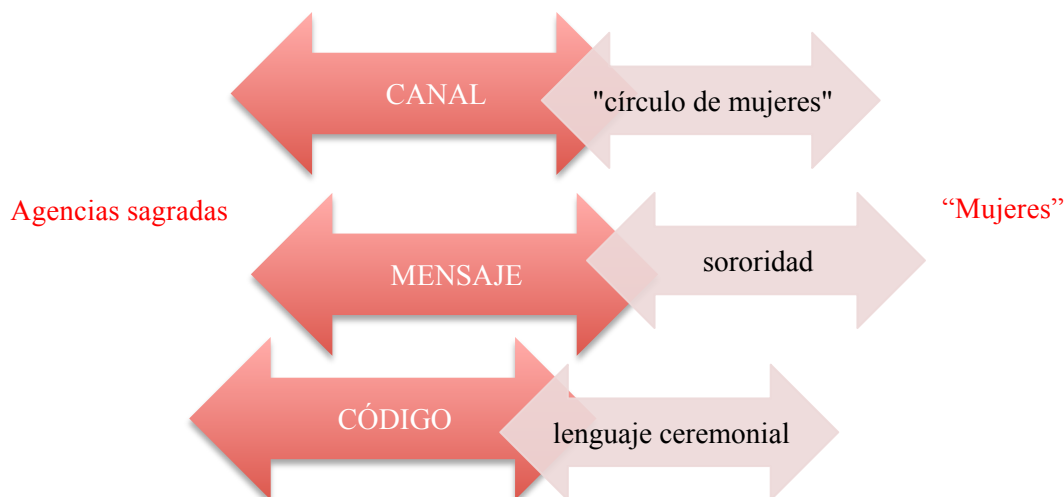 CANAL
"círculo de mujeres"
Agencias sagradas
“Mujeres”
MENSAJE
sororidad
CÓDIGO
lenguaje ceremonial